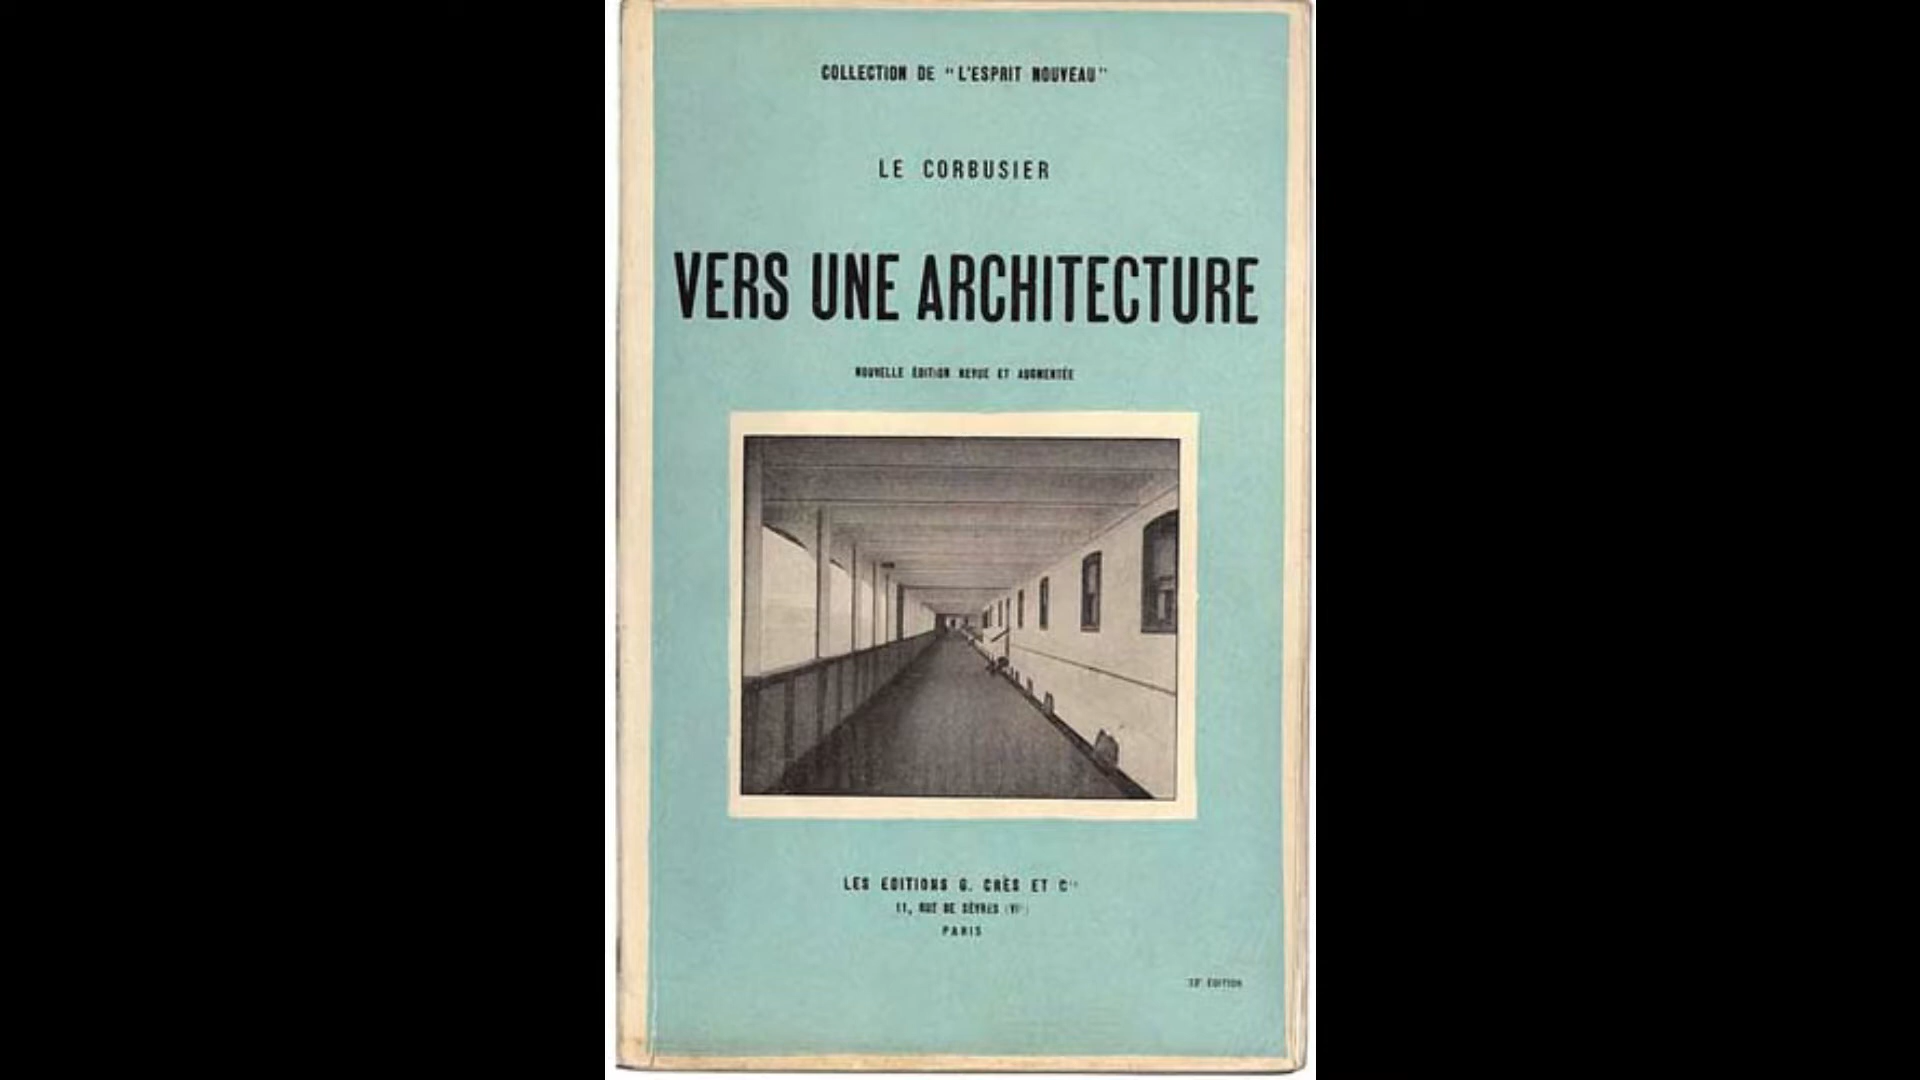 COLLECTION DE "L'ESPRIT NOUVEAU"
LE CORBUSIER
VERS UNE ARCHITECTURE
NOUVELLE ÉDITION REVUE ET AUGMENTÉE
LES EDITIONS G. CRÈS ET Cie
11, RUE DE SÈVRES (VIe)
PARIS
EDITION